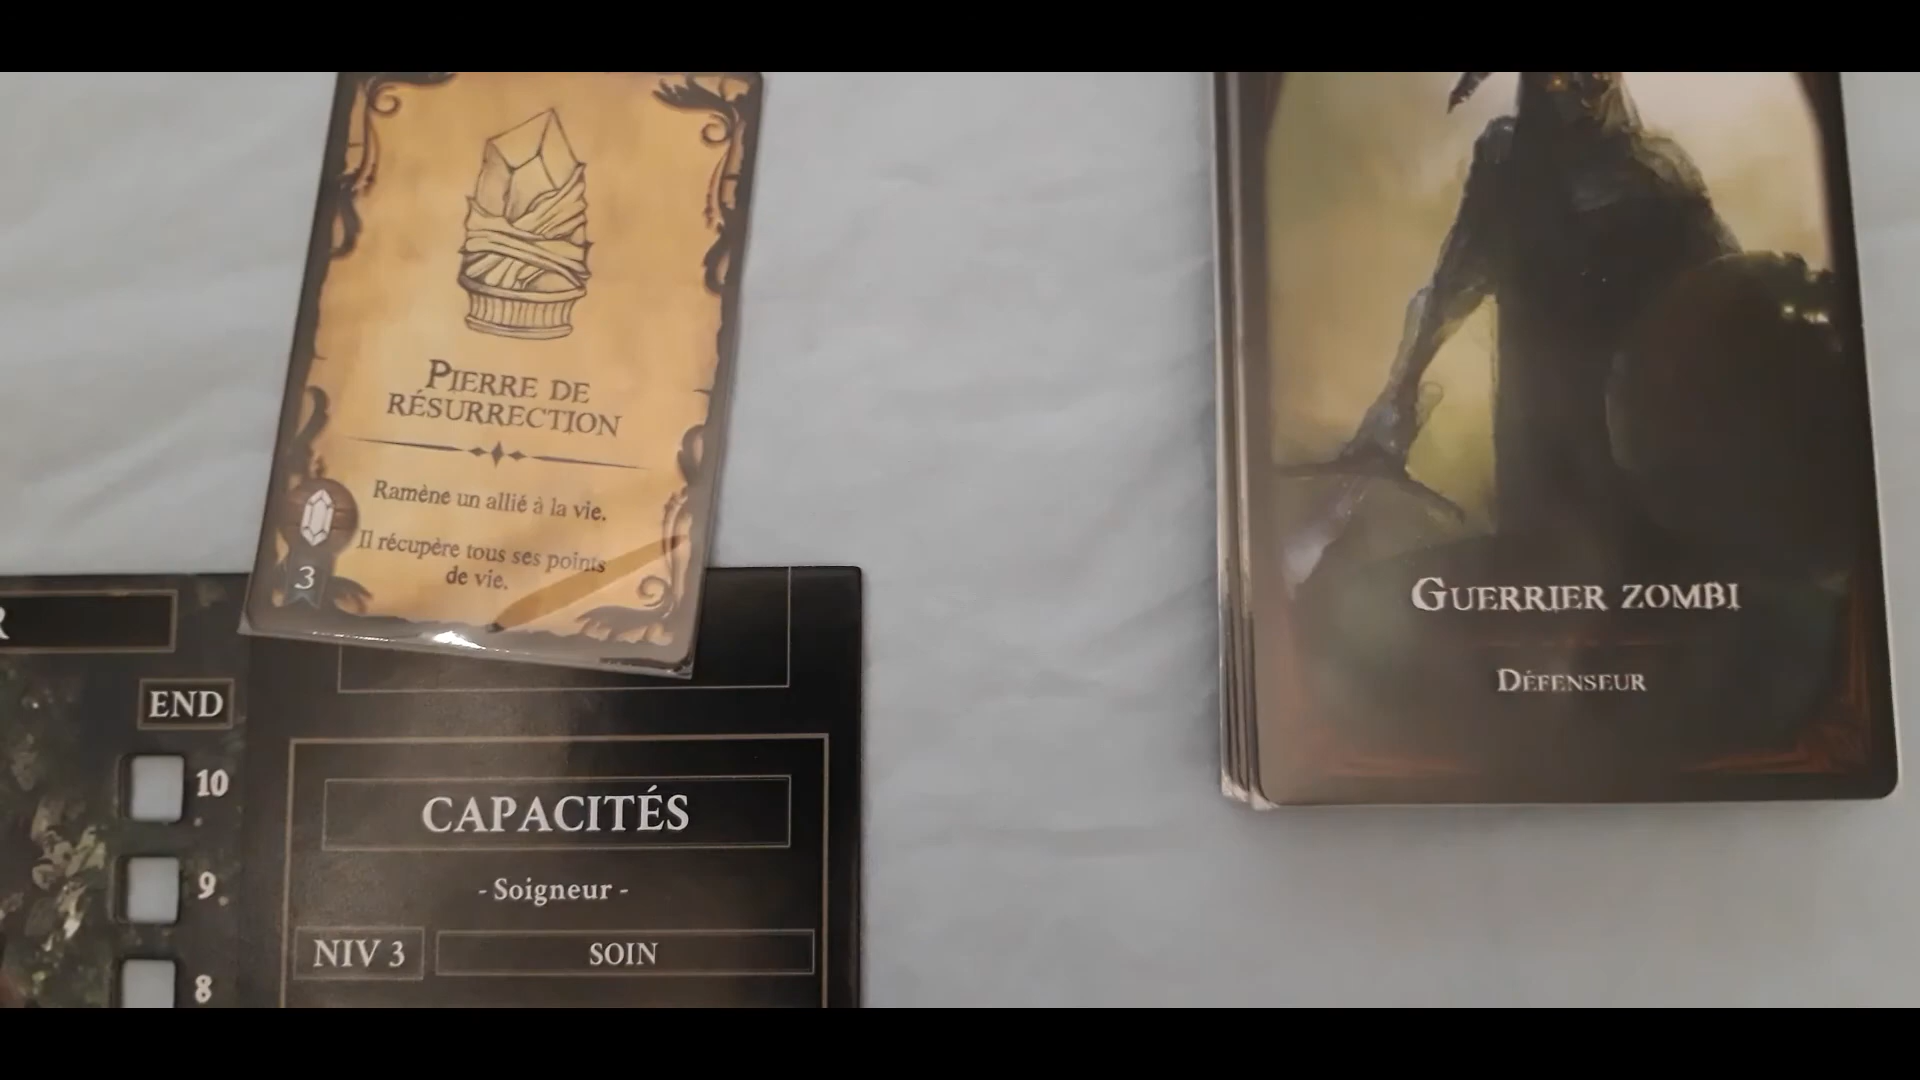 PIERRE DE
RÉSURRECTION
Ramène un allié à la vie.
Il récupère tous ses points
de vie.
3
GUERRIER ZOMBI
DÉFENSEUR
R
END
10
9
8
CAPACITÉS
- Soigneur -
NIV 3
SOIN